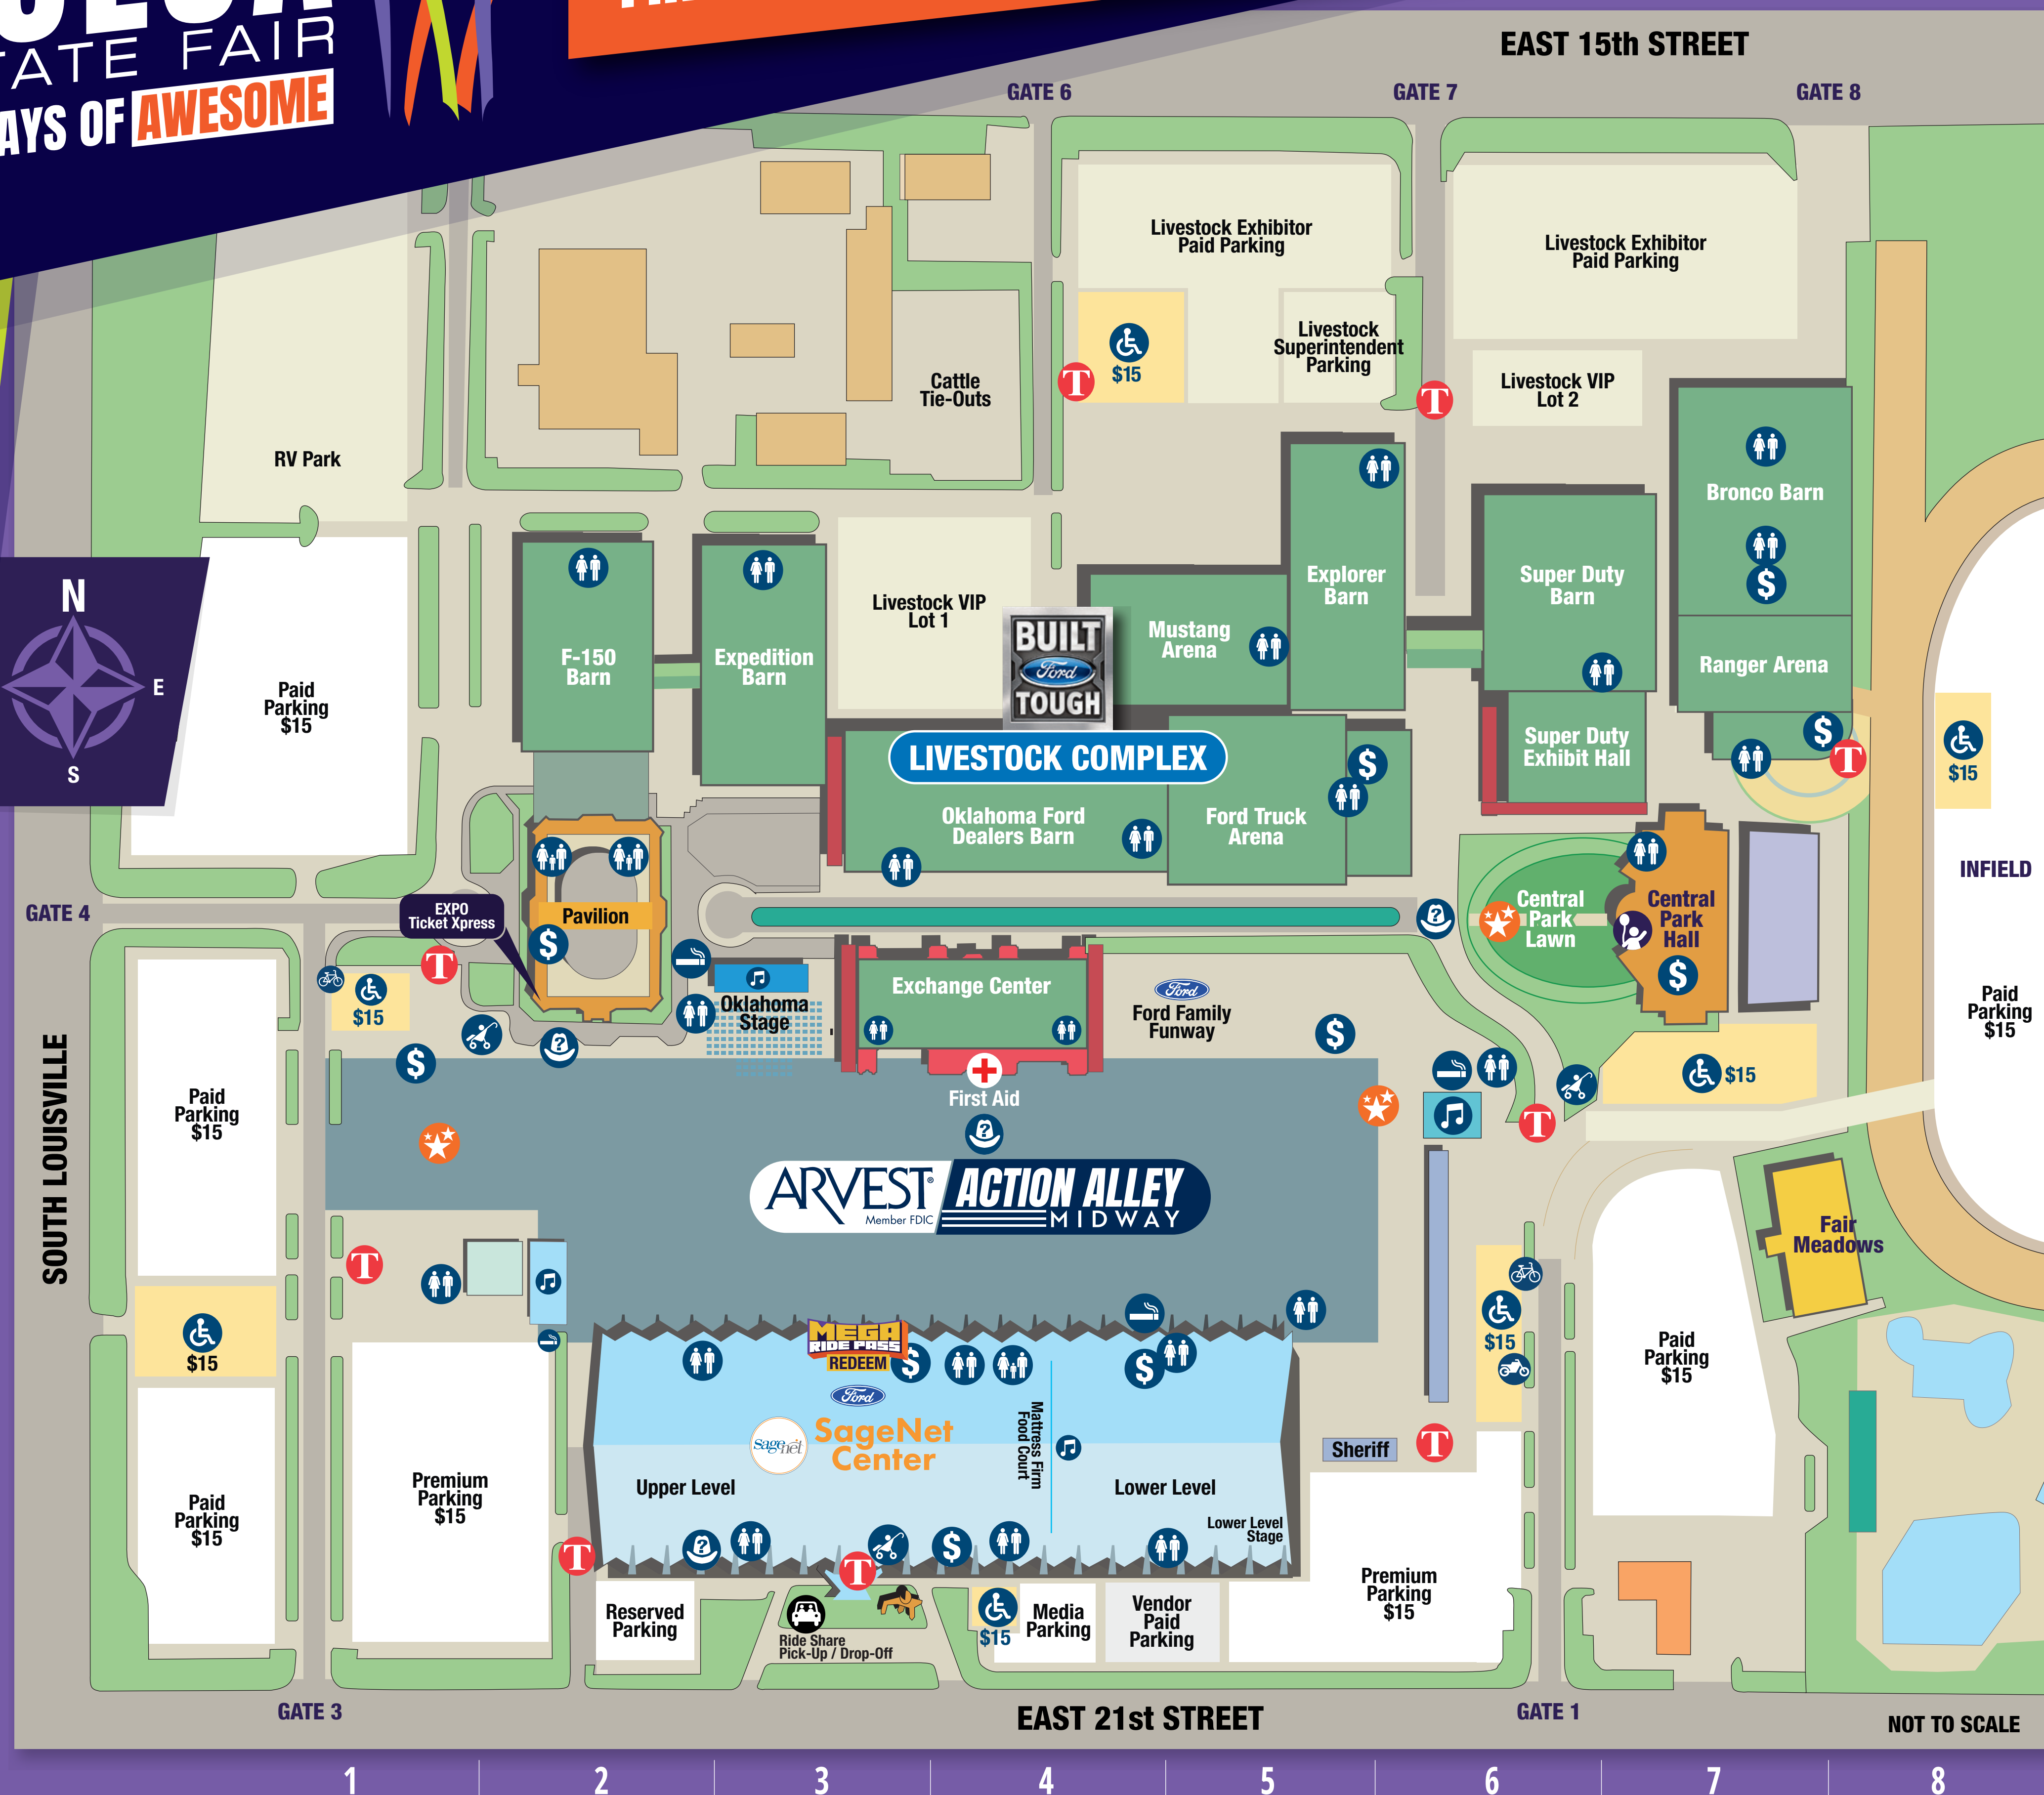 TATE FAIR
AYS OF AWESOME
EAST 15th STREET
GATE 6
GATE 7
GATE 8
Livestock Exhibitor
Paid Parking
Livestock Exhibitor
Paid Parking
$15
Livestock
Superintendent
Parking
T
T
Livestock VIP
Lot 2
Cattle
Tie-Outs
RV Park
Bronco Barn
$
Ranger Arena
$
T
N
E
S
Paid
Parking
$15
F-150
Barn
Expedition
Barn
Livestock VIP
Lot 1
BUILT
Ford
TOUGH
LIVESTOCK COMPLEX
Mustang
Arena
Explorer
Barn
Super Duty
Barn
Super Duty
Exhibit Hall
$15
Oklahoma Ford
Dealers Barn
Ford Truck
Arena
$
INFIELD
Paid
Parking
$15
GATE 4
EXPO
Ticket Xpress
Pavilion
$
T
$15
?
Central
Park
Lawn
Central
Park
Hall
$
Oklahoma
Stage
Exchange Center
Ford
Ford Family
Funway
$
$
?
First Aid
?
$15
T
SOUTH LOUISVILLE
Paid
Parking
$15
ARVEST®
Member FDIC
ACTION ALLEY
MIDWAY
Fair
Meadows
T
$15
$15
MEGA
RIDE PASS
REDEEM
$
$
Ford
Sagenet
SageNet
Center
Mattress Firm
Food Court
Upper Level
Lower Level
Lower Level
Stage
Sheriff
T
Paid
Parking
$15
Premium
Parking
$15
Paid
Parking
$15
T
?
T
$
Reserved
Parking
Ride Share
Pick-Up / Drop-Off
$15
Media
Parking
Vendor
Paid
Parking
Premium
Parking
$15
GATE 3
EAST 21st STREET
GATE 1
NOT TO SCALE
1
2
3
4
5
6
7
8